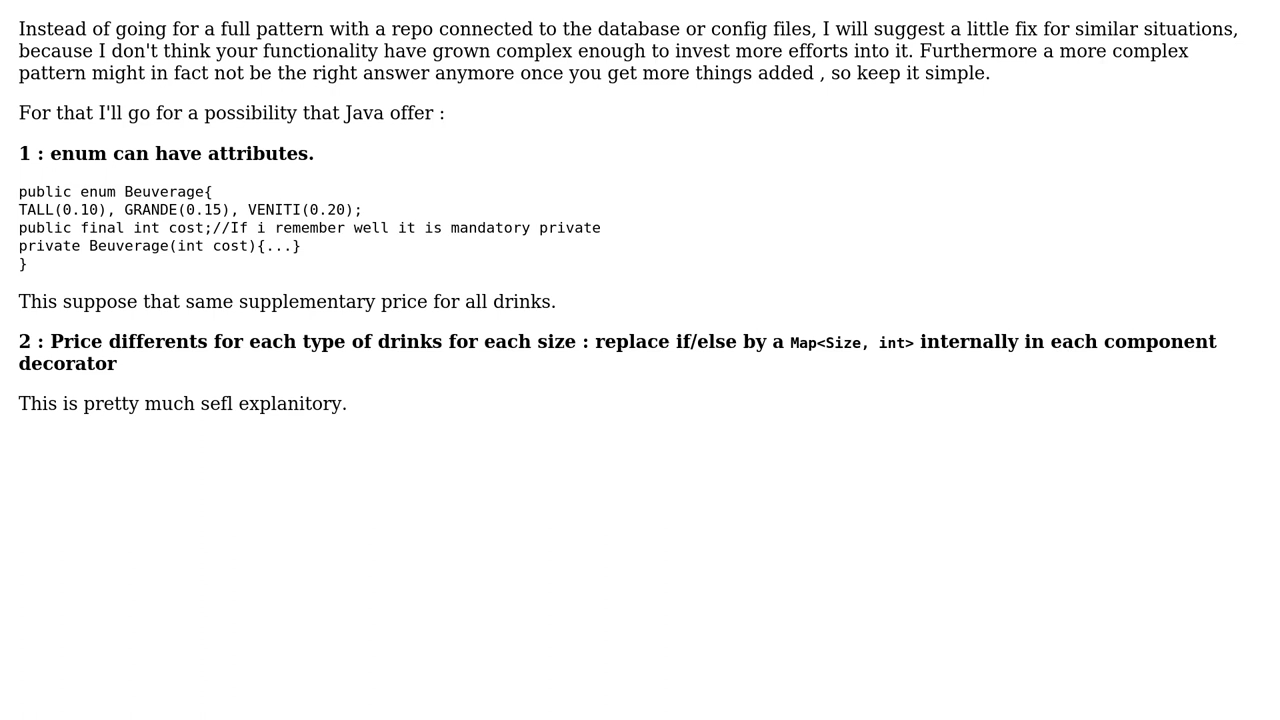 Instead of going for a full pattern with a repo connected to the database or config files, I will suggest a little fix for similar situations,
because I don't think your functionality have grown complex enough to invest more efforts into it. Furthermore a more complex
pattern might in fact not be the right answer anymore once you get more things added , so keep it simple.
For that I'll go for a possibility that Java offer :
1 : enum can have attributes.
public enum Beuverage{
TALL(0.10), GRANDE(0.15), VENITI(0.20);
public final int cost;//If i remember well it is mandatory private
private Beuverage(int cost){...}
}
This suppose that same supplementary price for all drinks.
2 : Price differents for each type of drinks for each size : replace if/else by a Map<Size, int> internally in each component
decorator
This is pretty much sefl explanitory.